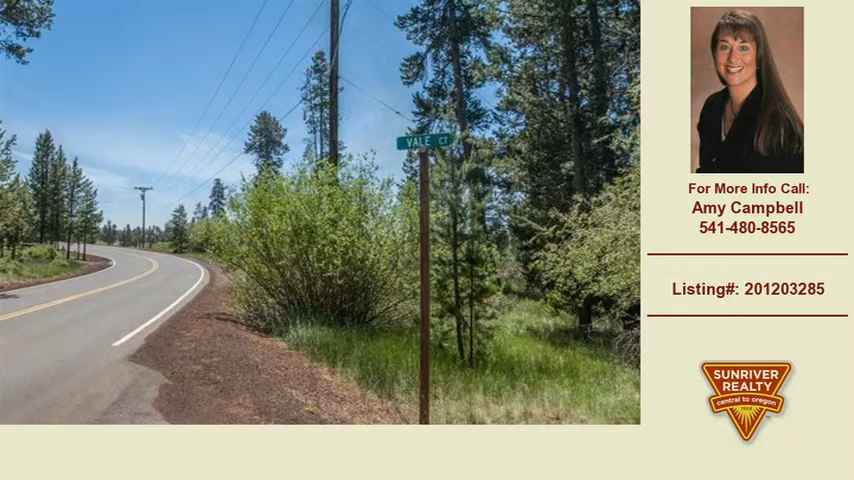 VALE CT
For More Info Call:
Amy Campbell
541-480-8565
Listing#: 201203285
SUNRIVER
REALTY
central to oregon